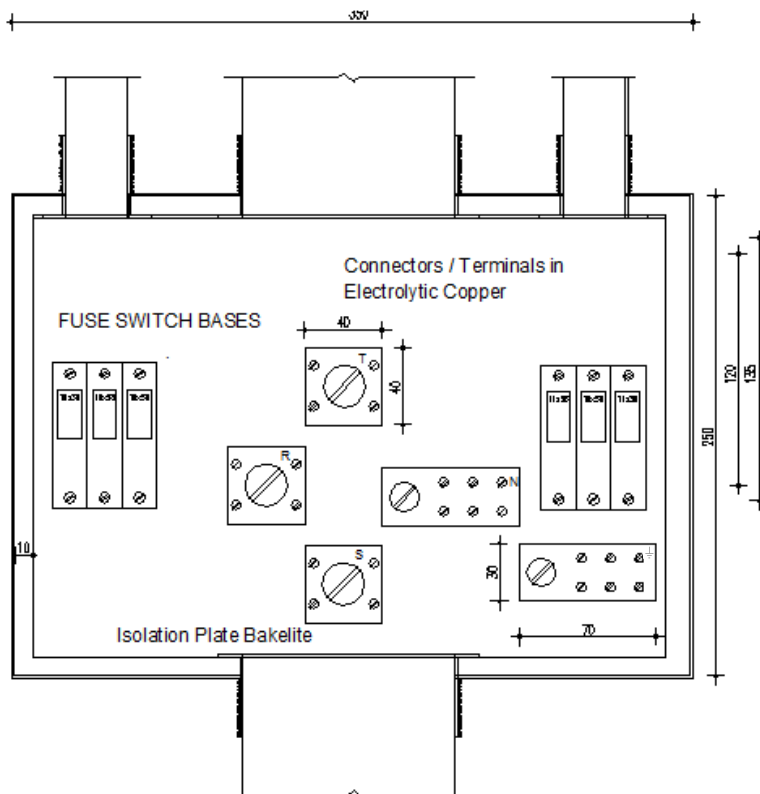 350
Connectors / Terminals in
Electrolytic Copper
FUSE SWITCH BASES
40
T
40
120
135
250
R
N
S
10
30
70
Isolation Plate Bakelite